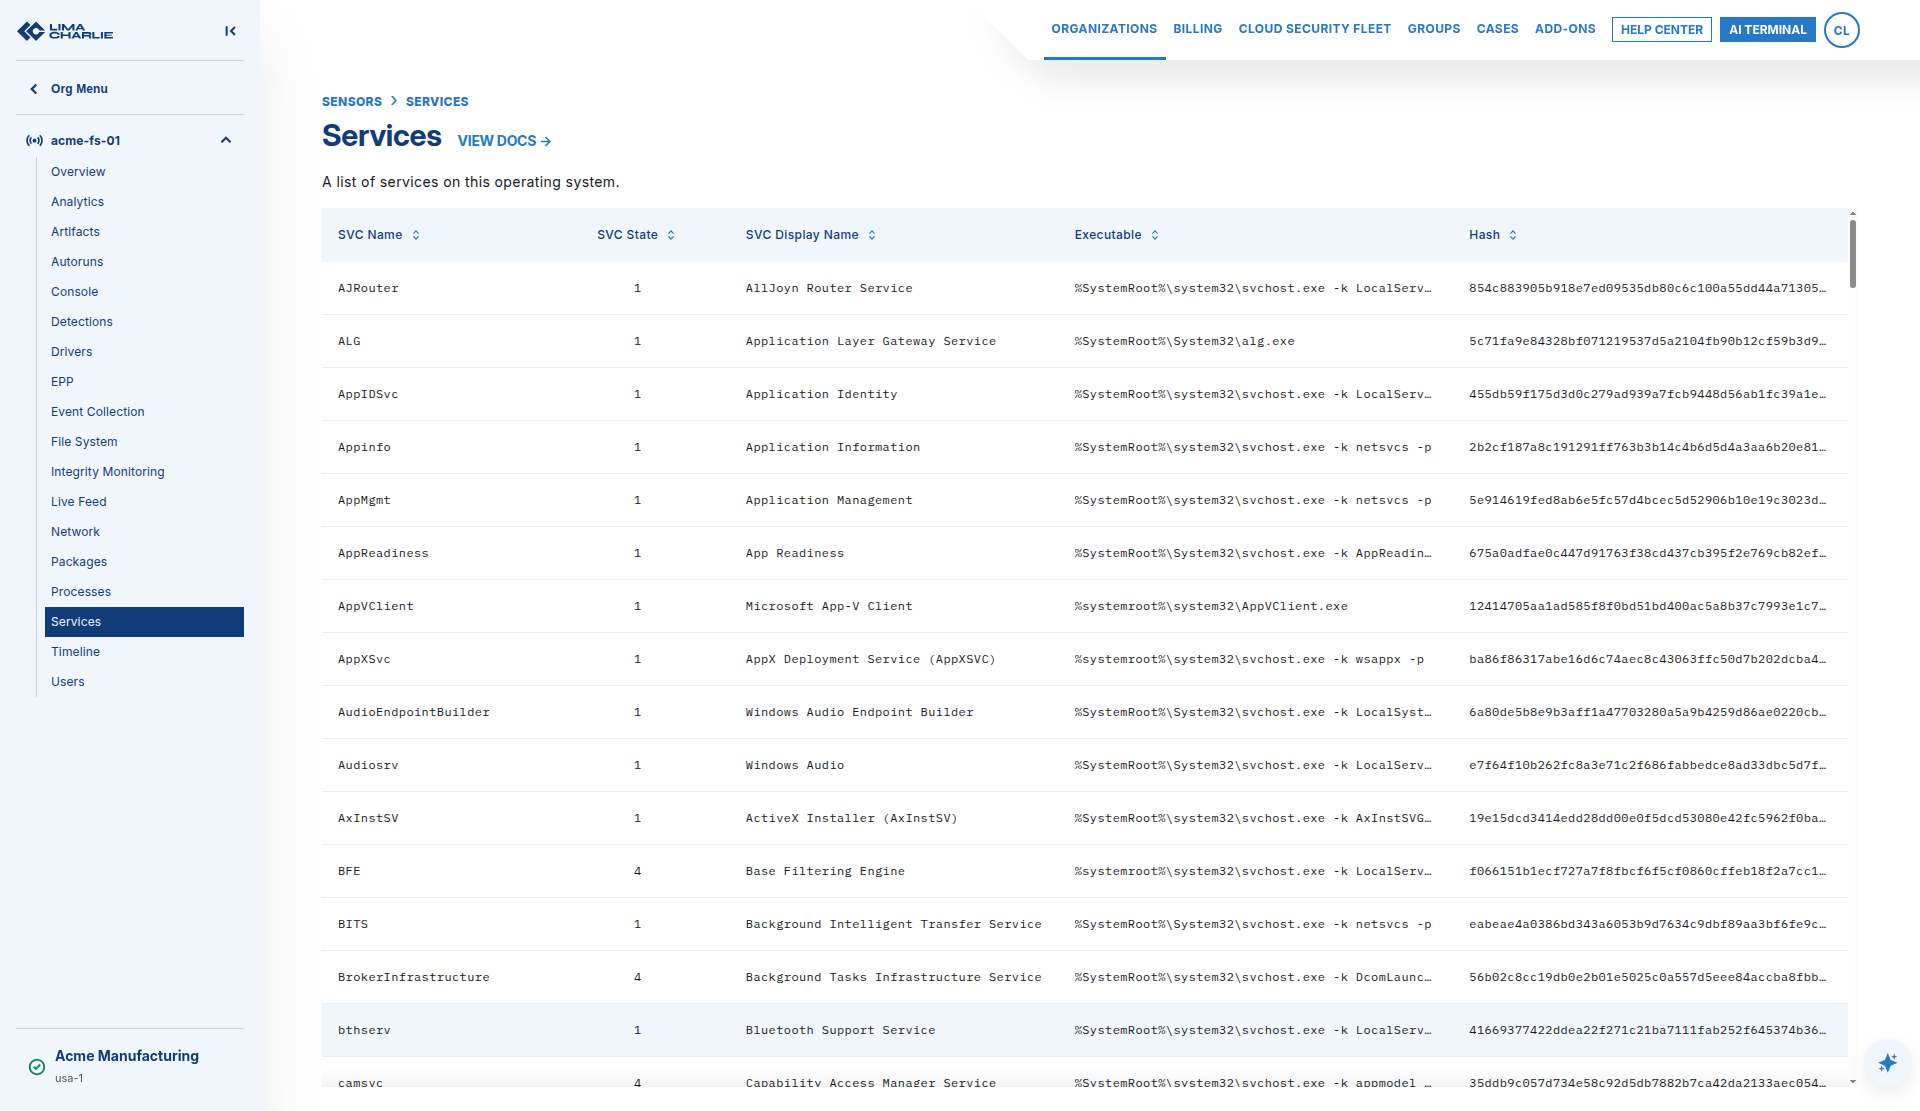 LIMA
CHARLIE
ORGANIZATIONS BILLING CLOUD SECURITY FLEET GROUPS CASES ADD-ONS HELP CENTER AI TERMINAL CL
Org Menu
acme-fs-01
Overview
Analytics
Artifacts
Autoruns
Console
Detections
Drivers
EPP
Event Collection
File System
Integrity Monitoring
Live Feed
Network
Packages
Processes
Services
Timeline
Users
Acme Manufacturing
usa-1
SENSORS > SERVICES
Services VIEW DOCS →
A list of services on this operating system.
SVC Name SVC State SVC Display Name Executable Hash
AJRouter 1 AllJoyn Router Service %SystemRoot%\system32\svchost.exe -k LocalServ… 854c883905b918e7ed09535db80c6c100a55dd44a71305…
ALG 1 Application Layer Gateway Service %SystemRoot%\System32\alg.exe 5c71fa9e84328bf071219537d5a2104fb90b12cf59b3d9…
AppIDSvc 1 Application Identity %SystemRoot%\system32\svchost.exe -k LocalServ… 455db59f175d3d0c279ad939a7fcb9448d56ab1fc39a1e…
Appinfo 1 Application Information %SystemRoot%\system32\svchost.exe -k netsvcs -p 2b2cf187a8c191291ff763b3b14c4b6d5d4a3aa6b20e81…
AppMgmt 1 Application Management %SystemRoot%\system32\svchost.exe -k netsvcs -p 5e914619fed8ab6e5fc57d4bcec5d52906b10e19c3023d…
AppReadiness 1 App Readiness %SystemRoot%\System32\svchost.exe -k AppReadin… 675a0adfae0c447d91763f38cd437cb395f2e769cb82ef…
AppVClient 1 Microsoft App-V Client %systemroot%\system32\AppVClient.exe 12414705aa1ad585f8f0bd51bd400ac5a8b37c7993e1c7…
AppXSvc 1 AppX Deployment Service (AppXSVC) %systemroot%\system32\svchost.exe -k wsappx -p ba86f86317abe16d6c74aec8c43063ffc50d7b202dcba4…
AudioEndpointBuilder 1 Windows Audio Endpoint Builder %SystemRoot%\System32\svchost.exe -k LocalSyst… 6a80de5b8e9b3aff1a47703280a5a9b4259d86ae0220cb…
Audiosrv 1 Windows Audio %SystemRoot%\System32\svchost.exe -k LocalServ… e7f64f10b262fc8a3e71c2f686fabbedce8ad33dbc5d7f…
AxInstSV 1 ActiveX Installer (AxInstSV) %SystemRoot%\system32\svchost.exe -k AxInstSVG… 19e15dcd3414edd28dd00e0f5dcd53080e42fc5962f0ba…
BFE 4 Base Filtering Engine %systemroot%\system32\svchost.exe -k LocalServ… f066151b1ecf727a7f8fbcf6f5cf0860cffeb18f2a7cc1…
BITS 1 Background Intelligent Transfer Service %SystemRoot%\System32\svchost.exe -k netsvcs -p eabeae4a0386bd343a6053b9d7634c9dbf89aa3bf6fe9c…
BrokerInfrastructure 4 Background Tasks Infrastructure Service %SystemRoot%\system32\svchost.exe -k DcomLaunc… 56b02c8cc19db0e2b01e5025c0a557d5eee84accba8fbb…
bthserv 1 Bluetooth Support Service %SystemRoot%\system32\svchost.exe -k LocalServ… 41669377422ddea22f271c21ba7111fab252f645374b36…
camsvc 4 Capability Access Manager Service %SystemRoot%\system32\svchost.exe -k appmodel … 35ddb9c057d734e58c92d5db7882b7ca42da2133aec054…